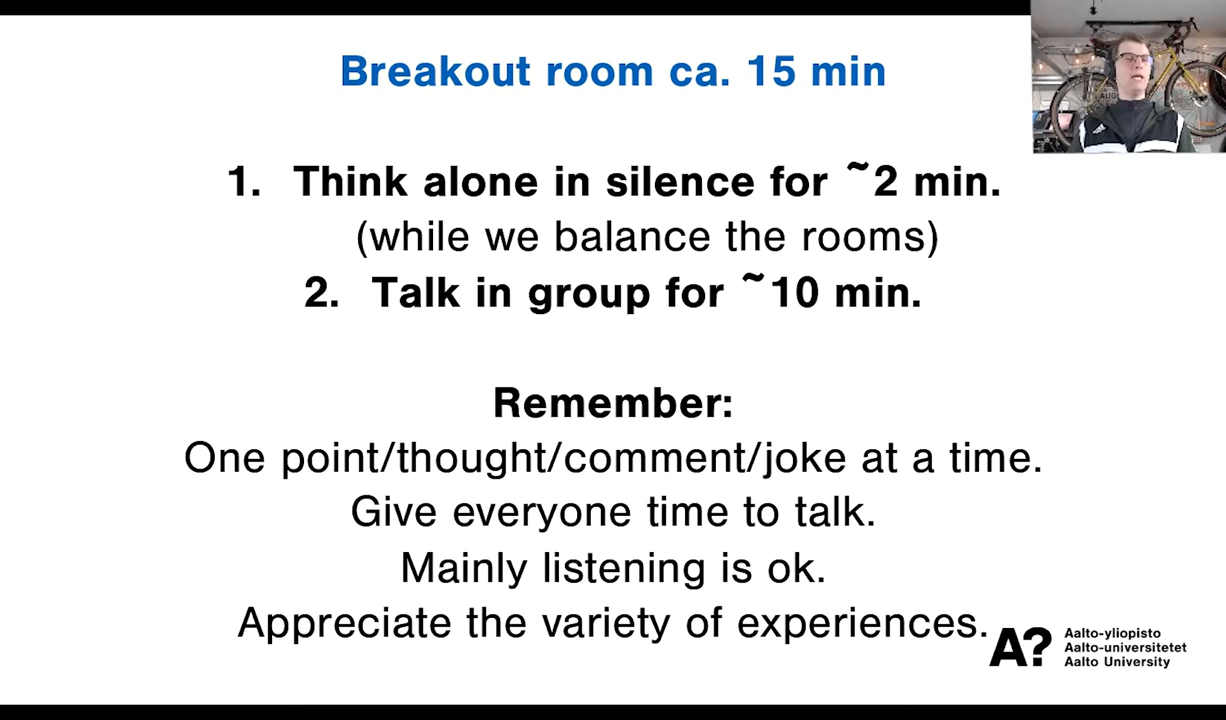 Breakout room ca. 15 min
1. Think alone in silence for ~2 min.
(while we balance the rooms)
2. Talk in group for ~10 min.
Remember:
One point/thought/comment/joke at a time.
Give everyone time to talk.
Mainly listening is ok.
Appreciate the variety of experiences.
A?
Aalto-yliopisto
Aalto-universitetet
Aalto University